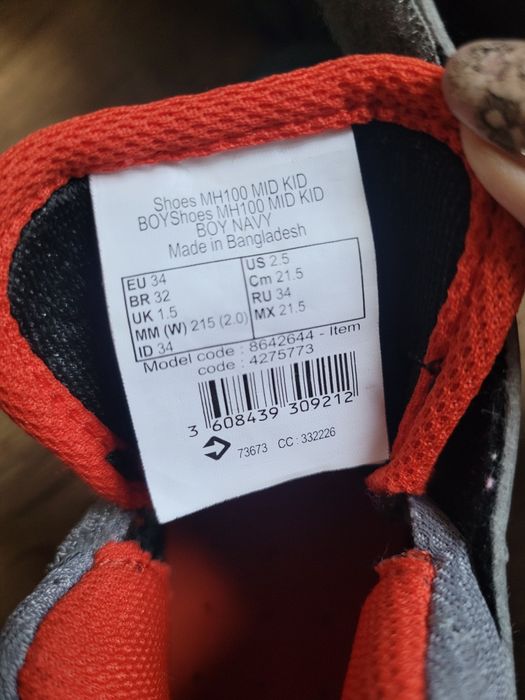 Shoes MH100 MID KID
BOYShoes MH100 MID KID
BOY NAVY
Made in Bangladesh
EU 34 US 2.5
BR 32 Cm 21.5
UK 1.5 RU 34
MM (W) 215 (2.0) MX 21.5
ID 34
Model code : 8642644 - Item
code : 4275773
3 608439 309212
73673 CC : 332226